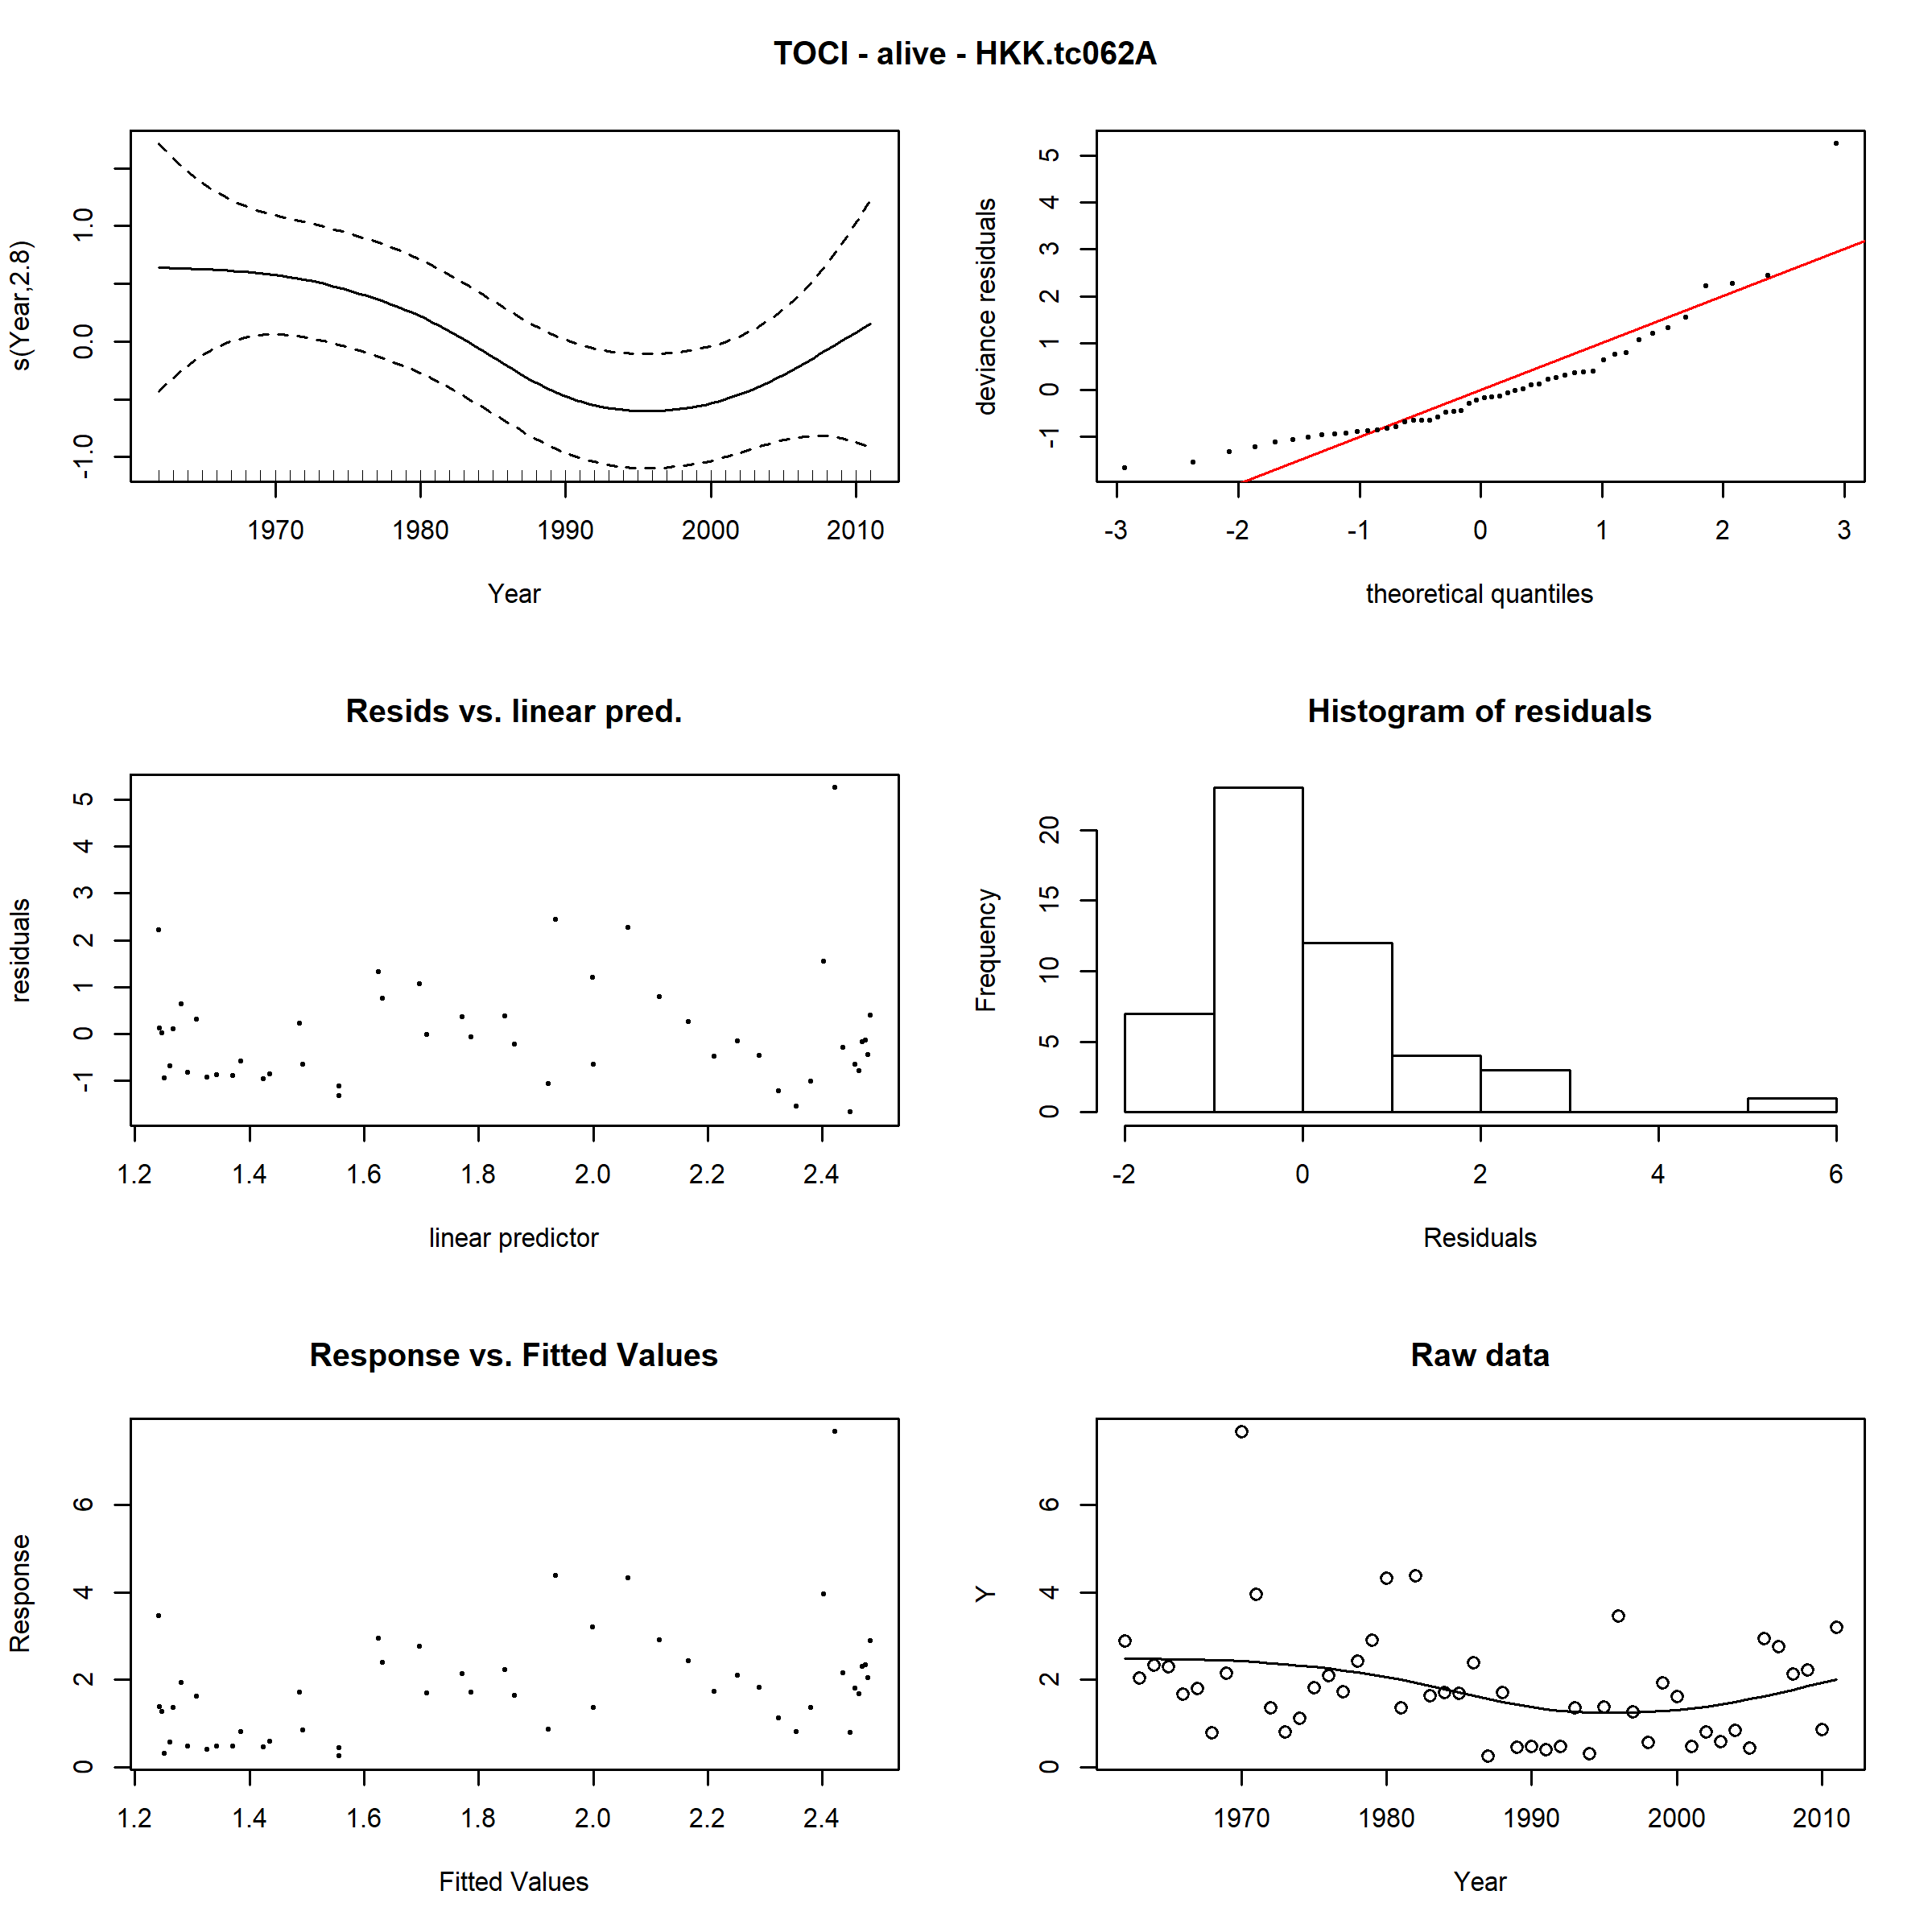 TOCI - alive - HKK.tc062A
s(Year,2.8)
-1.0 0.0 1.0
1970 1980 1990 2000 2010
Year
deviance residuals
-1 0 1 2 3 4 5
-3 -2 -1 0 1 2 3
theoretical quantiles
Resids vs. linear pred.
residuals
-1 0 1 2 3 4 5
1.2 1.4 1.6 1.8 2.0 2.2 2.4
linear predictor
Histogram of residuals
Frequency
0 5 10 15 20
-2 0 2 4 6
Residuals
Response vs. Fitted Values
Response
0 2 4 6
1.2 1.4 1.6 1.8 2.0 2.2 2.4
Fitted Values
Raw data
Y
0 2 4 6
1970 1980 1990 2000 2010
Year